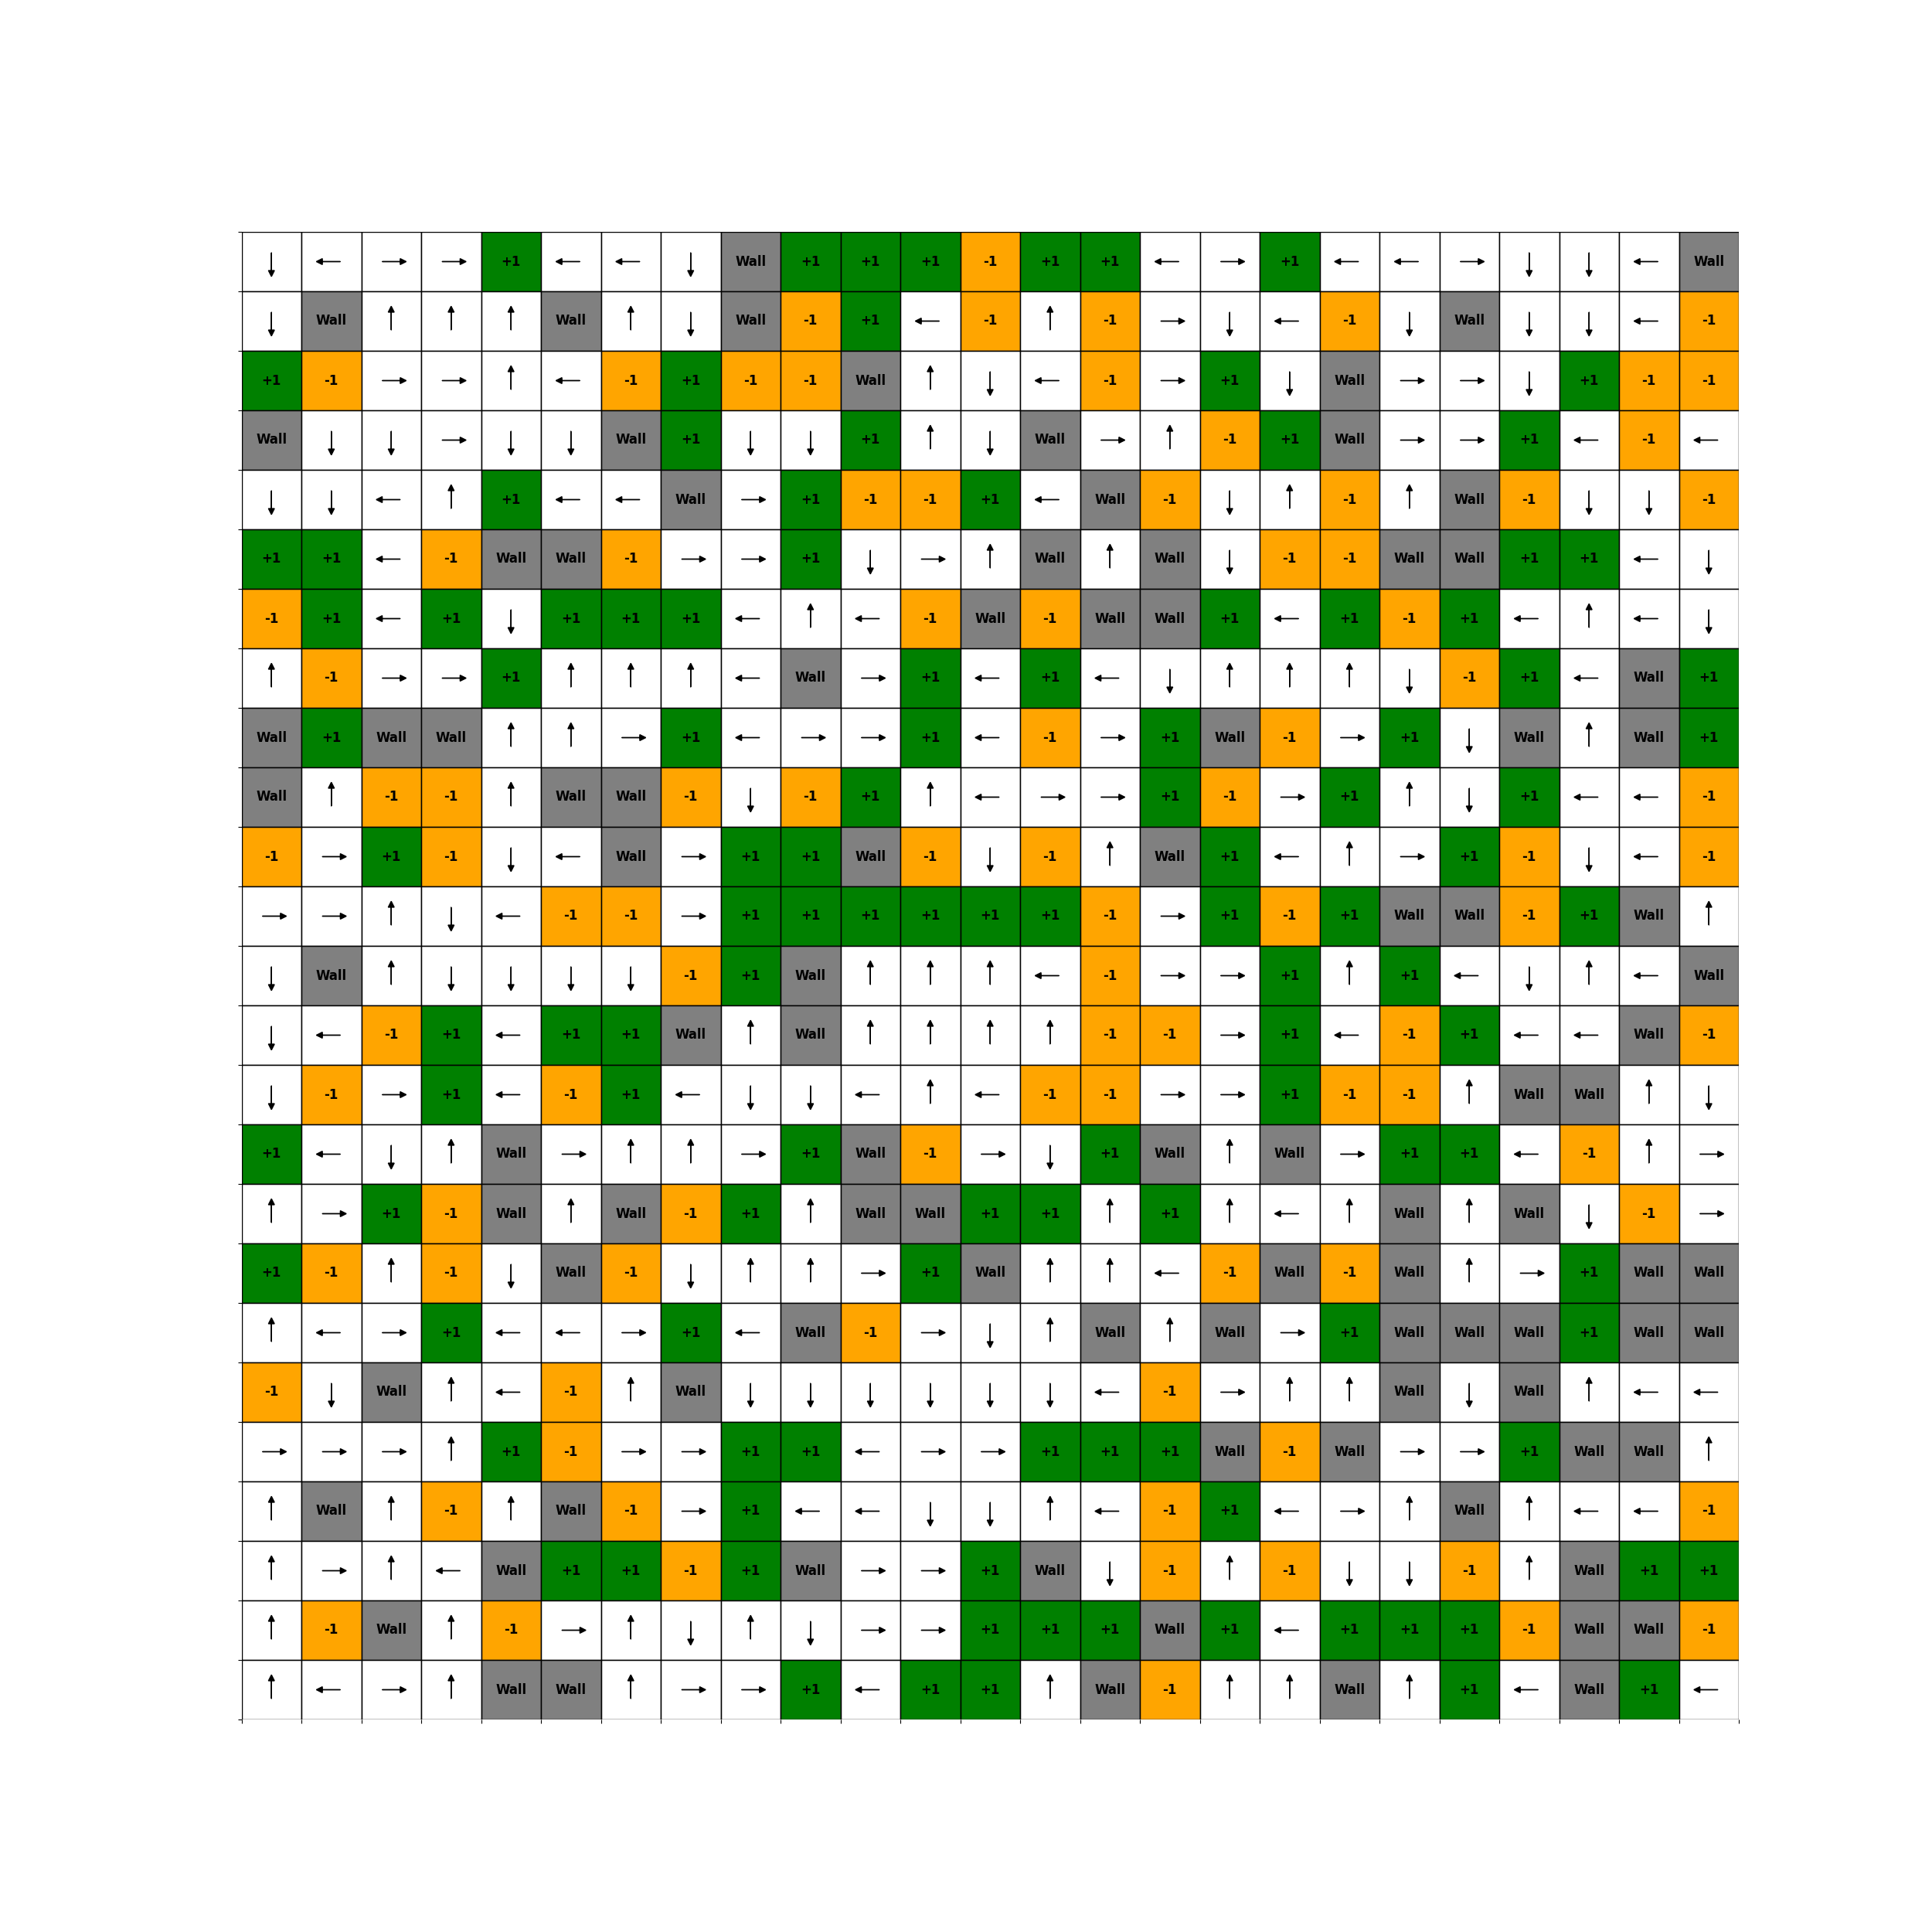 ↓ ← → → +1 ← ← ↓ Wall +1 +1 +1 -1 +1 +1 ← → +1 ← ← → ↓ ↓ ← Wall
↓ Wall ↑ ↑ ↑ Wall ↑ ↓ Wall -1 +1 ← -1 ↑ -1 → ↓ ← -1 ↓ Wall ↓ ↓ ← -1
+1 -1 → → ↑ ← -1 +1 -1 -1 Wall ↑ ↓ ← -1 → +1 ↓ Wall → → ↓ +1 -1 -1
Wall ↓ ↓ → ↓ ↓ Wall +1 ↓ ↓ +1 ↑ ↓ Wall → ↑ -1 +1 Wall → → +1 ← -1 ←
↓ ↓ ← ↑ +1 ← ← Wall → +1 -1 -1 +1 ← Wall -1 ↓ ↑ -1 ↑ Wall -1 ↓ ↓ -1
+1 +1 ← -1 Wall Wall -1 → → +1 ↓ → ↑ Wall ↑ Wall ↓ -1 -1 Wall Wall +1 +1 ← ↓
-1 +1 ← +1 ↓ +1 +1 +1 ← ↑ ← -1 Wall -1 Wall Wall +1 ← +1 -1 +1 ← ↑ ← ↓
↑ -1 → → +1 ↑ ↑ ↑ ← Wall → +1 ← +1 ← ↓ ↑ ↑ ↑ ↓ -1 +1 ← Wall +1
Wall +1 Wall Wall ↑ ↑ → +1 ← → → +1 ← -1 → +1 Wall -1 → +1 ↓ Wall ↑ Wall +1
Wall ↑ -1 -1 ↑ Wall Wall -1 ↓ -1 +1 ↑ ← → → +1 -1 → +1 ↑ ↓ +1 ← ← -1
-1 → +1 -1 ↓ ← Wall → +1 +1 Wall -1 ↓ -1 ↑ Wall +1 ← ↑ → +1 -1 ↓ ← -1
→ → ↑ ↓ ← -1 -1 → +1 +1 +1 +1 +1 +1 -1 → +1 -1 +1 Wall Wall -1 +1 Wall ↑
↓ Wall ↑ ↓ ↓ ↓ ↓ -1 +1 Wall ↑ ↑ ↑ ← -1 → → +1 ↑ +1 ← ↓ ↑ ← Wall
↓ ← -1 +1 ← +1 +1 Wall ↑ Wall ↑ ↑ ↑ ↑ -1 -1 → +1 ← -1 +1 ← ← Wall -1
↓ -1 → +1 ← -1 +1 ← ↓ ↓ ← ↑ ← -1 -1 → → +1 -1 -1 ↑ Wall Wall ↑ ↓
+1 ← ↓ ↑ Wall → ↑ ↑ → +1 Wall -1 → ↓ +1 Wall ↑ Wall → +1 +1 ← -1 ↑ →
↑ → +1 -1 Wall ↑ Wall -1 +1 ↑ Wall Wall +1 +1 ↑ +1 ↑ ← ↑ Wall ↑ Wall ↓ -1 →
+1 -1 ↑ -1 ↓ Wall -1 ↓ ↑ ↑ → +1 Wall ↑ ↑ ← -1 Wall -1 Wall ↑ → +1 Wall Wall
↑ ← → +1 ← ← → +1 ← Wall -1 → ↓ ↑ Wall ↑ Wall → +1 Wall Wall Wall +1 Wall Wall
-1 ↓ Wall ↑ ← -1 ↑ Wall ↓ ↓ ↓ ↓ ↓ ↓ ← -1 → ↑ ↑ Wall ↓ Wall ↑ ← ←
→ → → ↑ +1 -1 → → +1 +1 ← → → +1 +1 +1 Wall -1 Wall → → +1 Wall Wall ↑
↑ Wall ↑ -1 ↑ Wall -1 → +1 ← ← ↓ ↓ ↑ ← -1 +1 ← → ↑ Wall ↑ ← ← -1
↑ → ↑ ← Wall +1 +1 -1 +1 Wall → → +1 Wall ↓ -1 ↑ -1 ↓ ↓ -1 ↑ Wall +1 +1
↑ -1 Wall ↑ -1 → ↑ ↓ ↑ ↓ → → +1 +1 +1 Wall +1 ← +1 +1 +1 -1 Wall Wall -1
↑ ← → ↑ Wall Wall ↑ → → +1 ← +1 +1 ↑ Wall -1 ↑ ↑ Wall ↑ +1 ← Wall +1 ←